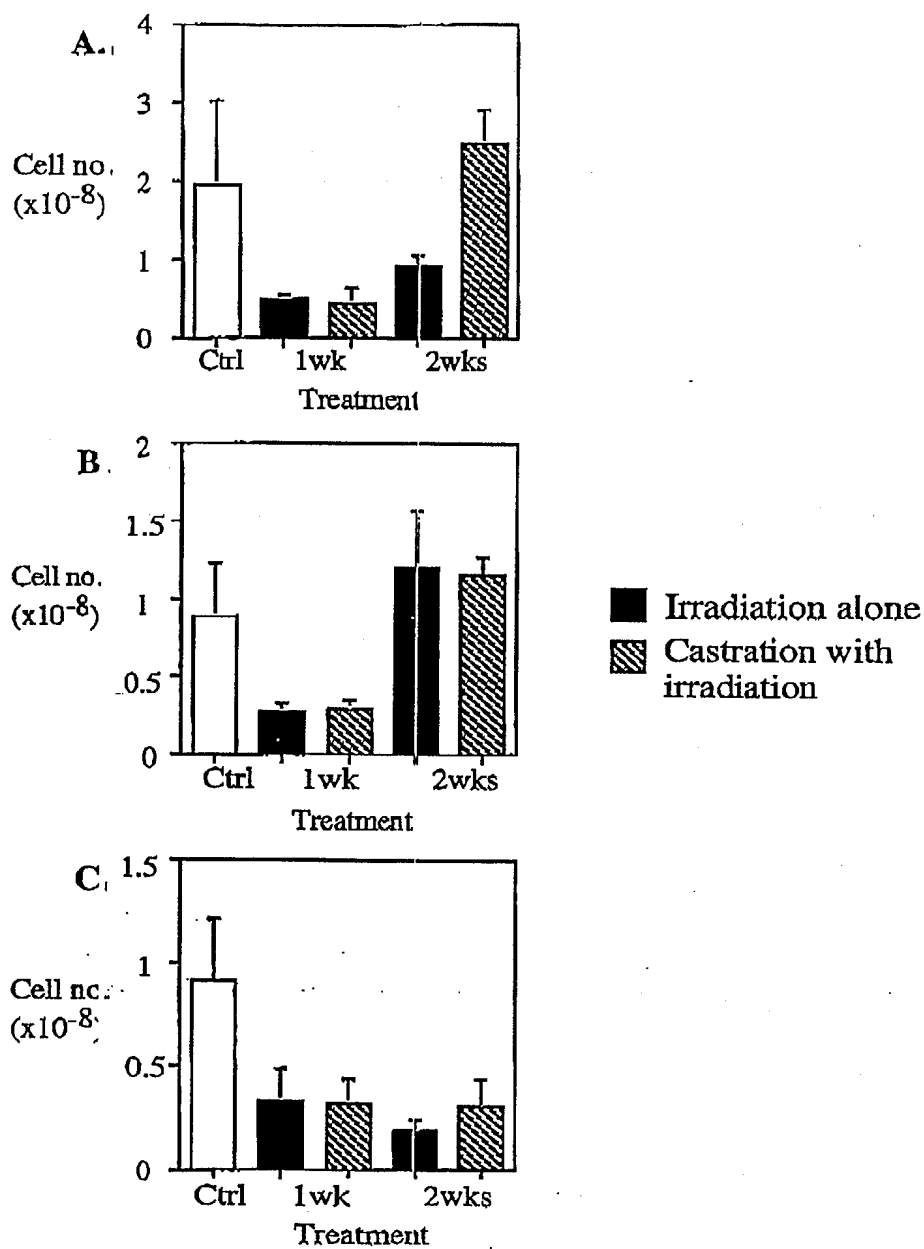 A.
4
3
Cell no.
(x10-8)
2
1
0
Ctrl 1wk 2wks
Treatment
B.
2
1.5
Cell no.
(x10-8)
1
0.5
0
Ctrl 1wk 2wks
Treatment
Irradiation alone
Castration with
irradiation
C.
1.5
1
Cell no.
(x10-8)
0.5
0
Ctrl 1wk 2wks
Treatment